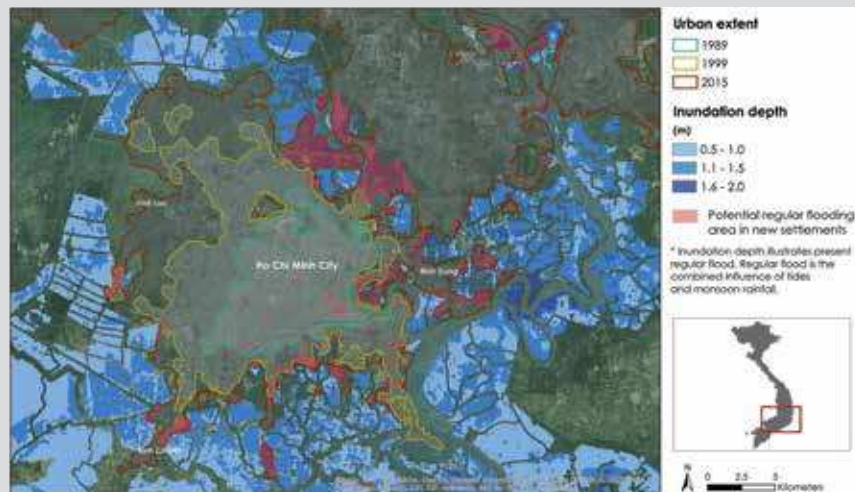 Urban extent
1989
1999
2015
Inundation depth
(m)
0.5 - 1.0
1.1 - 1.5
1.6 - 2.0
Potential regular flooding
area in new settlements
* Inundation depth illustrates present
regular flood. Regular flood is the
combined influence of tides
and monsoon rainfall.
Ho Chi Minh City
N
0 2.5 5
Kilometers